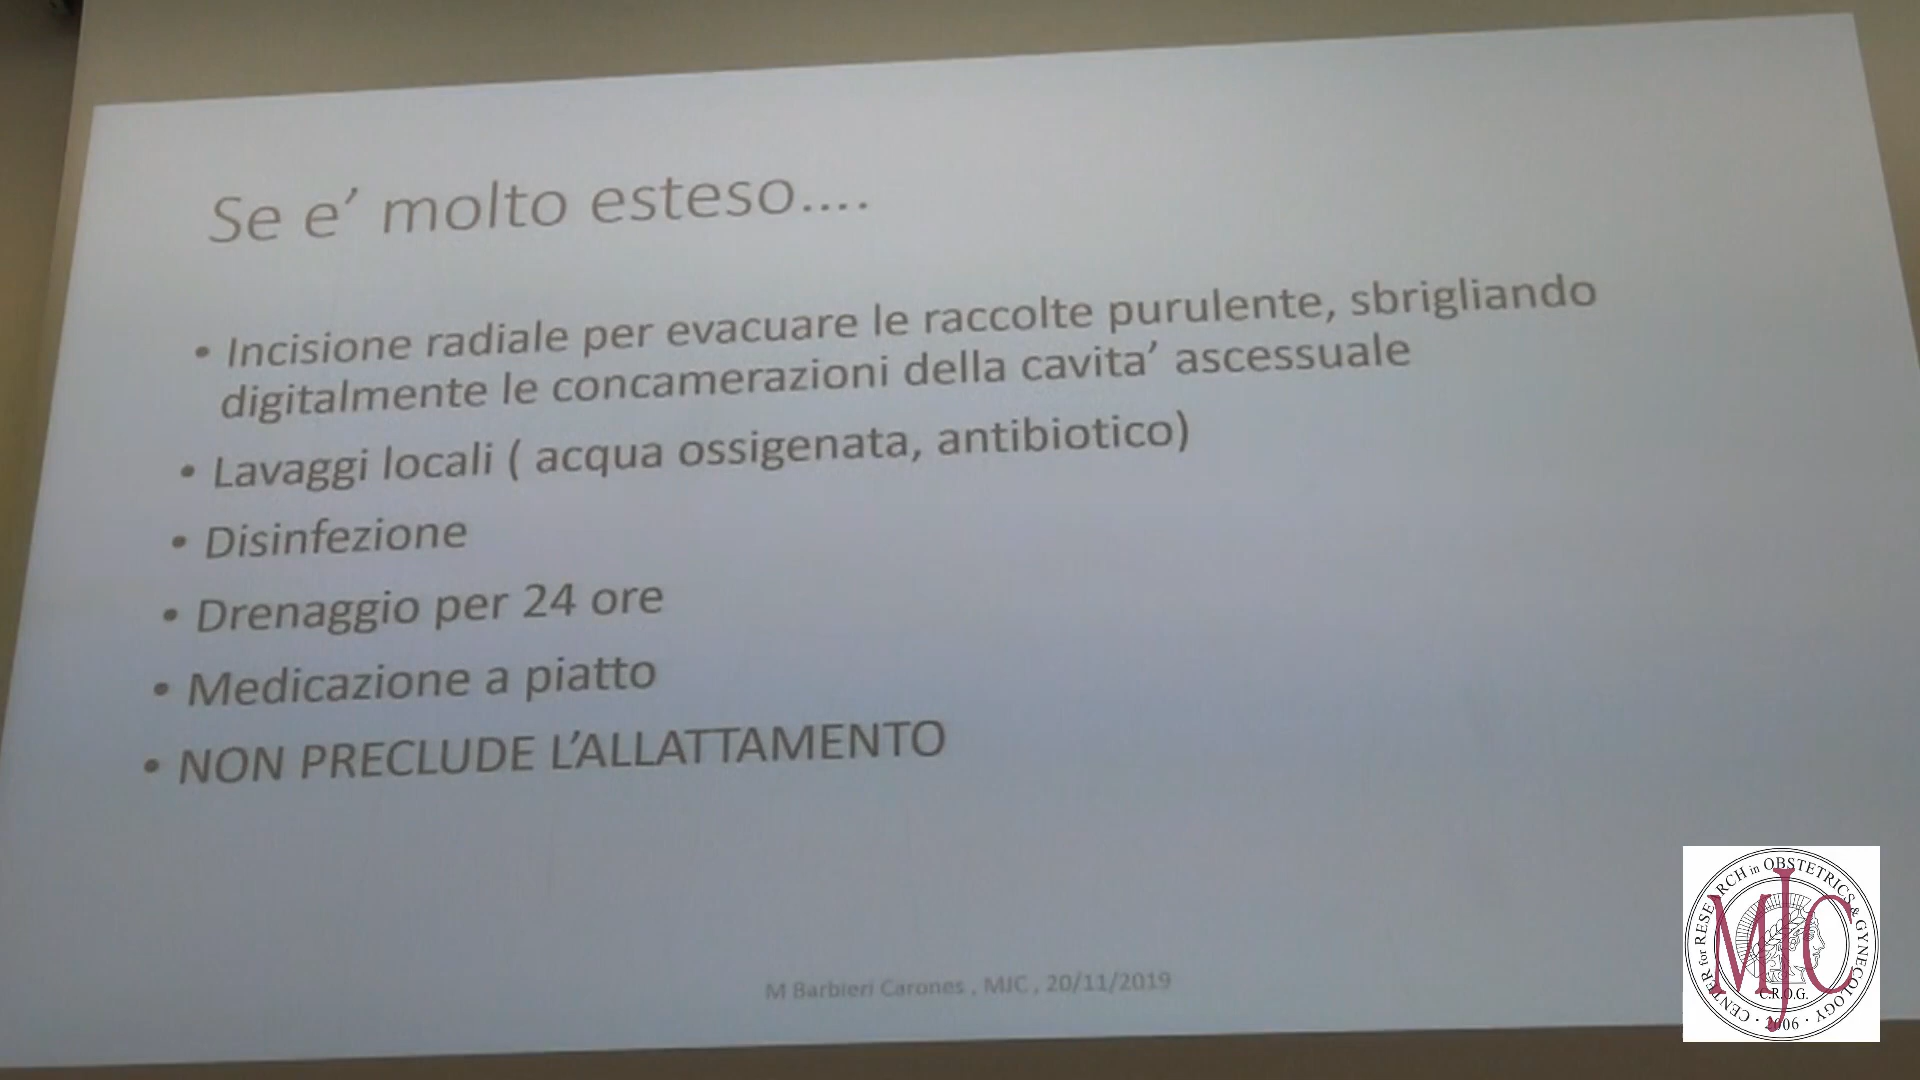 Se e’ molto esteso....
• Incisione radiale per evacuare le raccolte purulente, sbrigliando
digitalmente le concamerazioni della cavita’ ascessuale
• Lavaggi locali ( acqua ossigenata, antibiotico)
• Disinfezione
• Drenaggio per 24 ore
• Medicazione a piatto
• NON PRECLUDE L’ALLATTAMENTO
M Barbieri Carones , MJC , 20/11/2019
CENTER for RESEARCH in OBSTETRICS & GYNECOLOGY
MJC
C.R.O.G.
· 2006 ·